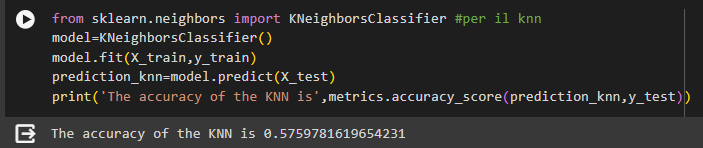 from sklearn.neighbors import KNeighborsClassifier #per il knn
model=KNeighborsClassifier()
model.fit(X_train,y_train)
prediction_knn=model.predict(X_test)
print('The accuracy of the KNN is',metrics.accuracy_score(prediction_knn,y_test))
The accuracy of the KNN is 0.5759781619654231